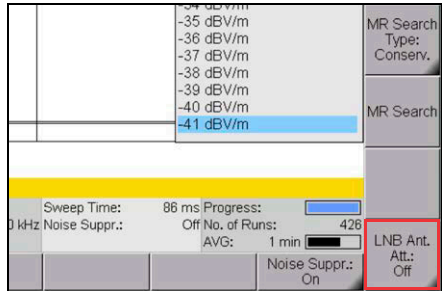 -34 dBV/m
-35 dBV/m
-36 dBV/m
-37 dBV/m
-38 dBV/m
-39 dBV/m
-40 dBV/m
-41 dBV/m
MR Search
Type:
Conserv.
MR Search
Sweep Time: 86 ms Progress:
kHz Noise Suppr.: Off No. of Runs: 426
AVG: 1 min
LNB Ant.
Att.:
Off
Noise Suppr.:
On